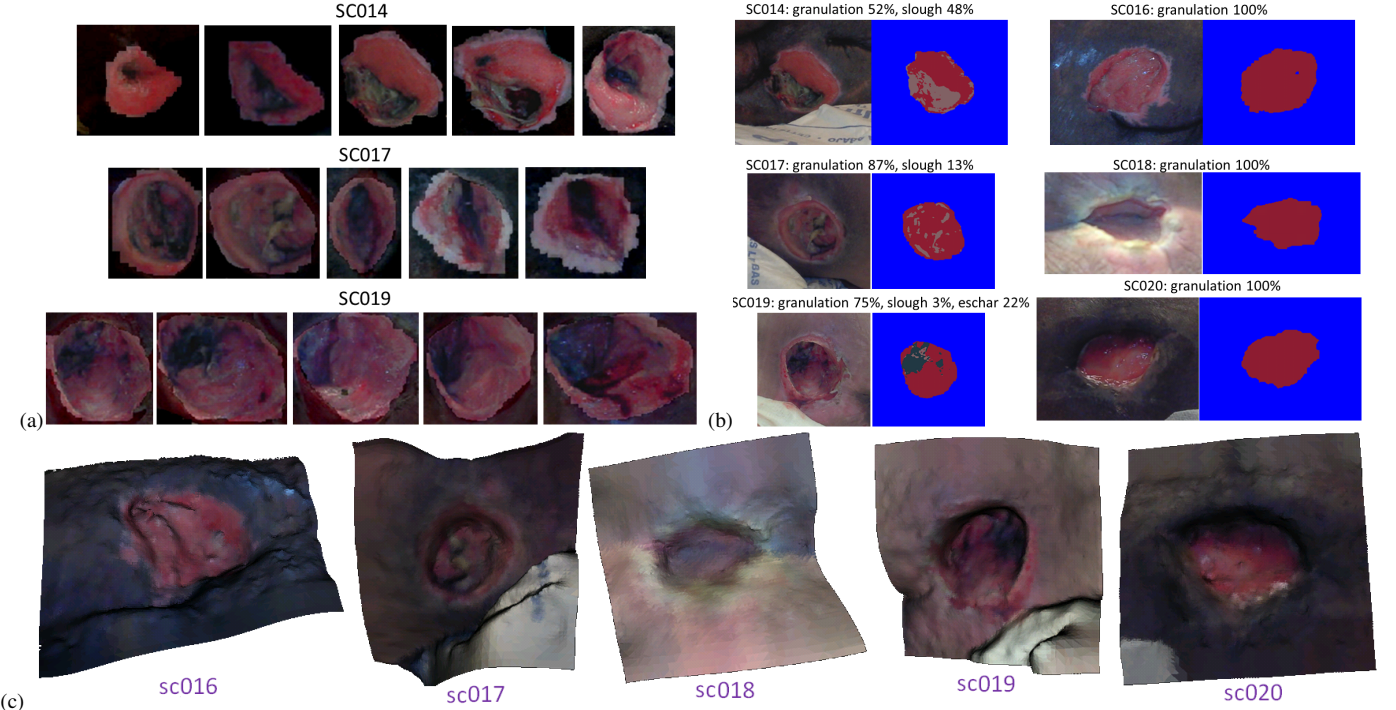 SC014
SC017
SC019
(a)
SC014: granulation 52%, slough 48%
SC016: granulation 100%
SC017: granulation 87%, slough 13%
SC018: granulation 100%
SC019: granulation 75%, slough 3%, eschar 22%
SC020: granulation 100%
(b)
sc016
sc017
sc018
sc019
sc020
(c)